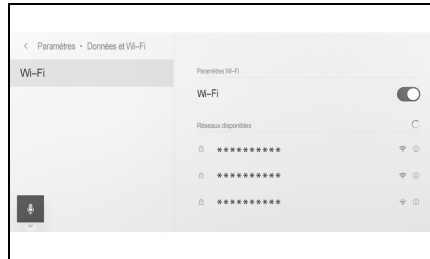 < Paramètres • Données et Wi-Fi
Wi-Fi
Paramètres Wi-Fi
Wi-Fi
Réseaux disponibles
**********
**********
**********